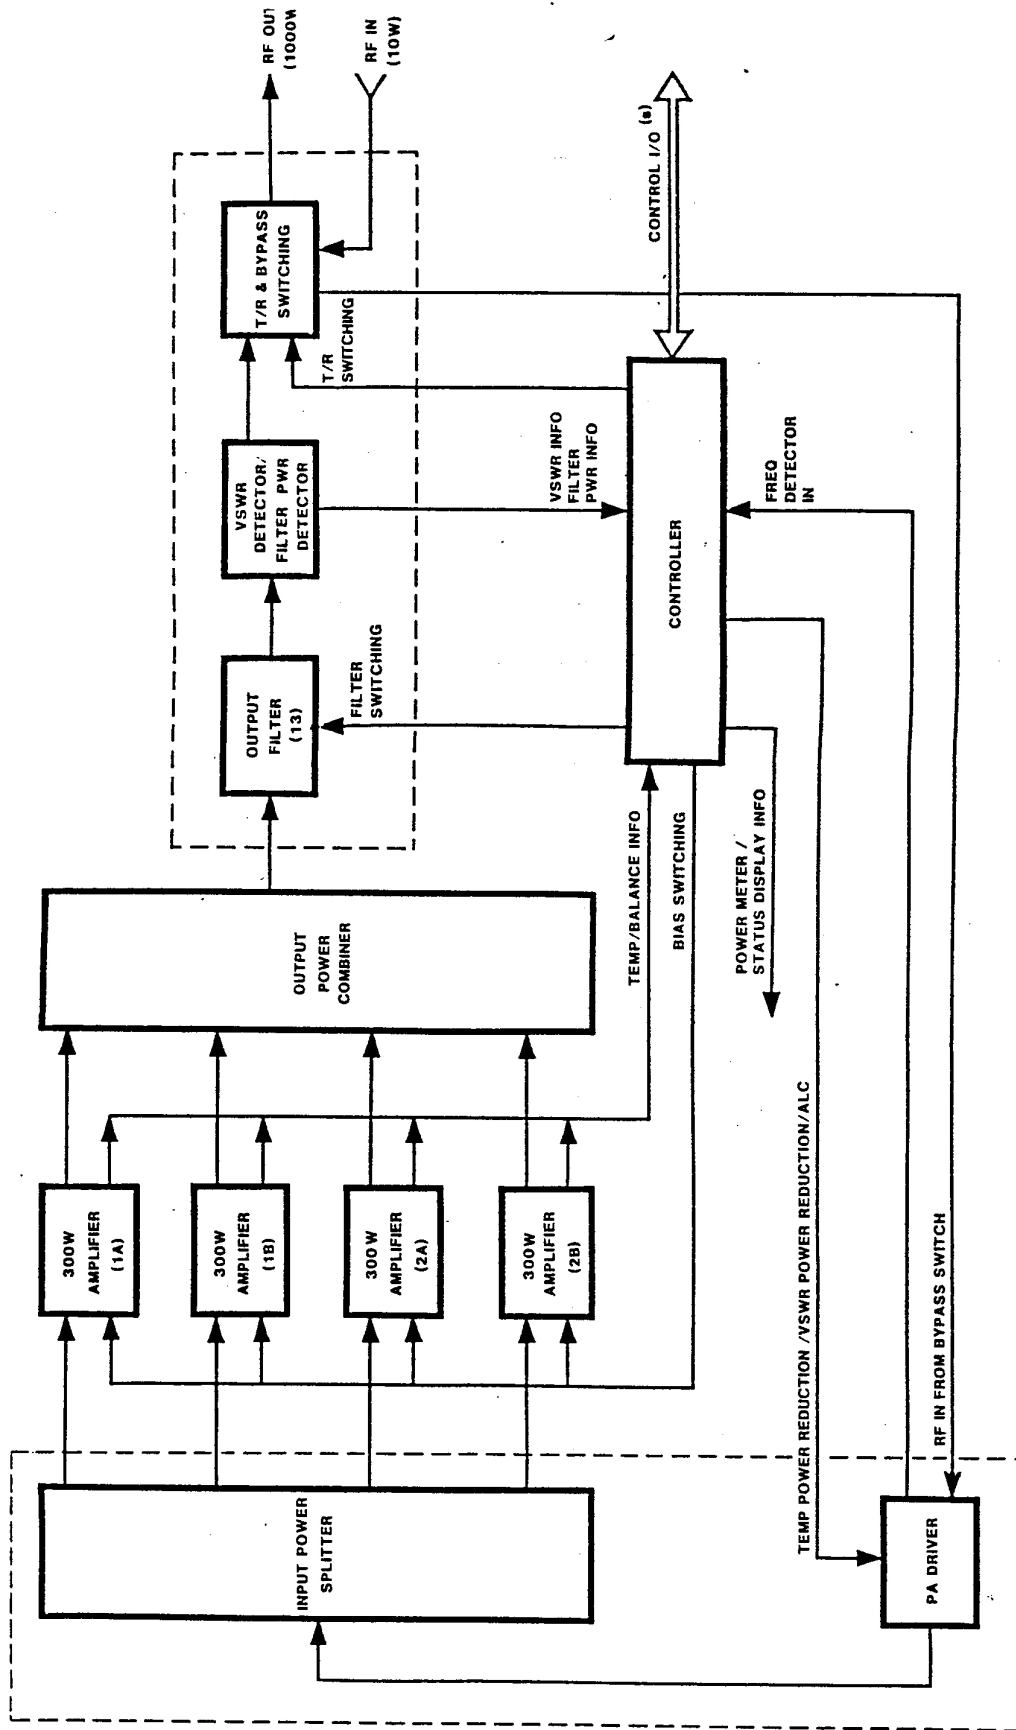 RF OUT
(1000W
RF IN
(10W)
T/R & BYPASS
SWITCHING
T/R
SWITCHING
CONTROL I/O (8)
VSWR
DETECTOR/
FILTER PWR
DETECTOR
VSWR INFO
FILTER
PWR INFO
FREQ
DETECTOR
IN
CONTROLLER
OUTPUT
FILTER
(13)
FILTER
SWITCHING
OUTPUT
POWER
COMBINER
TEMP/BALANCE INFO
BIAS SWITCHING
POWER METER /
STATUS DISPLAY INFO
300W
AMPLIFIER
(1A)
300W
AMPLIFIER
(1B)
300W
AMPLIFIER
(2A)
300W
AMPLIFIER
(2B)
TEMP POWER REDUCTION /VSWR POWER REDUCTION/ALC
RF IN FROM BYPASS SWITCH
INPUT POWER
SPLITTER
PA DRIVER